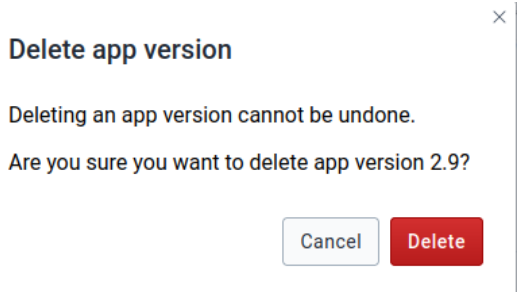 Delete app version
Deleting an app version cannot be undone.
Are you sure you want to delete app version 2.9?
Cancel
Delete